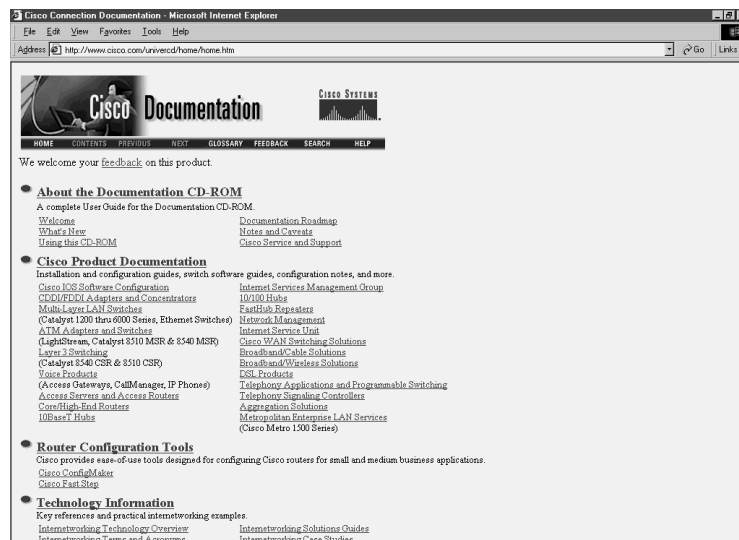 Cisco Connection Documentation - Microsoft Internet Explorer
File Edit View Favorites Tools Help
Address http://www.cisco.com/univercd/home/home.htm Go Links
Cisco Documentation
CISCO SYSTEMS
HOME CONTENTS PREVIOUS NEXT GLOSSARY FEEDBACK SEARCH HELP
We welcome your feedback on this product.
About the Documentation CD-ROM
A complete User Guide for the Documentation CD-ROM.
Welcome Documentation Roadmap
What's New Notes and Caveats
Using this CD-ROM Cisco Service and Support
Cisco Product Documentation
Installation and configuration guides, switch software guides, configuration notes, and more.
Cisco IOS Software Configuration Internet Services Management Group
CDDI/FDDI Adapters and Concentrators 10/100 Hubs
Multi-Layer LAN Switches FastHub Repeaters
(Catalyst 1200 thru 6000 Series, Ethernet Switches) Network Management
ATM Adapters and Switches Internet Service Unit
(LightStream, Catalyst 8510 MSR & 8540 MSR) Cisco WAN Switching Solutions
Layer 3 Switching Broadband/Cable Solutions
(Catalyst 8540 CSR & 8510 CSR) Broadband/Wireless Solutions
Voice Products DSL Products
(Access Gateways, CallManager, IP Phones) Telephony Applications and Programmable Switching
Access Servers and Access Routers Telephony Signaling Controllers
Core/High-End Routers Aggregation Solutions
10BaseT Hubs Metropolitan Enterprise LAN Services
(Cisco Metro 1500 Series)
Router Configuration Tools
Cisco provides ease-of-use tools designed for configuring Cisco routers for small and medium business applications.
Cisco ConfigMaker
Cisco Fast Step
Technology Information
Key references and practical internetworking examples.
Internetworking Technology Overview Internetworking Solutions Guides
Internetworking Terms and Acronyms Internetworking Case Studies